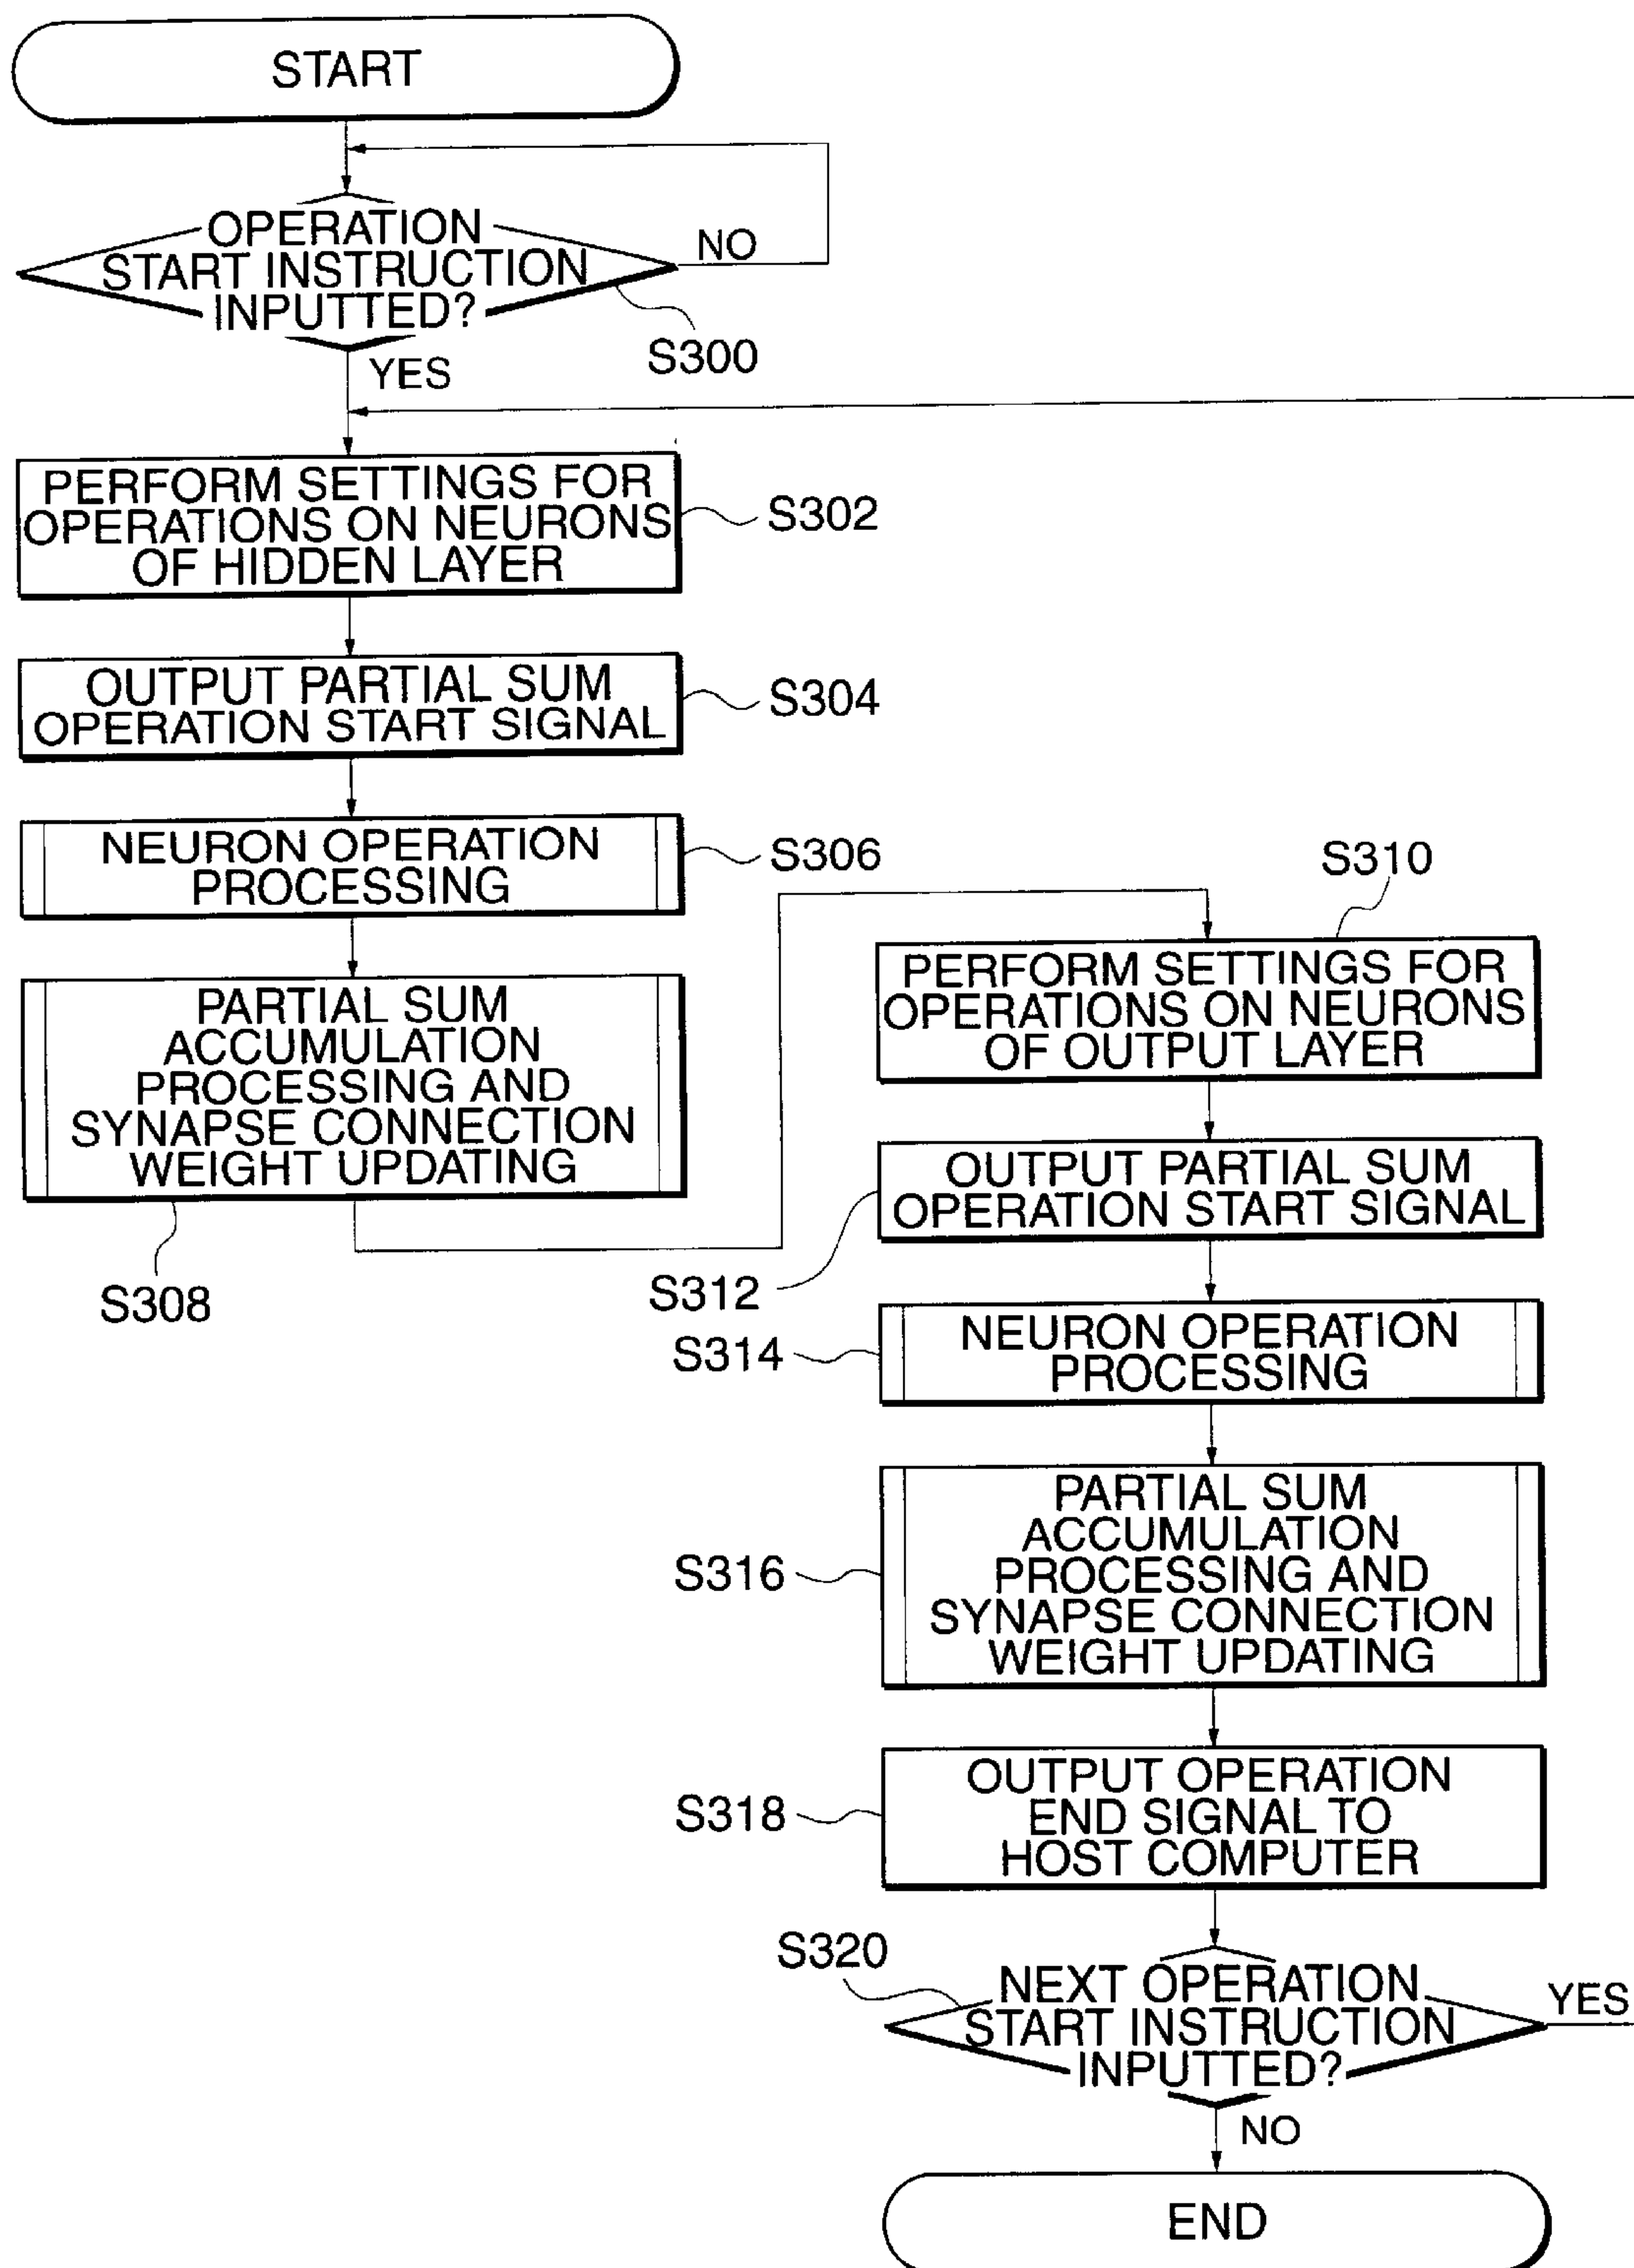 START
OPERATION
START INSTRUCTION
INPUTTED?
NO
S300
YES
PERFORM SETTINGS FOR
OPERATIONS ON NEURONS
OF HIDDEN LAYER
S302
OUTPUT PARTIAL SUM
OPERATION START SIGNAL
S304
NEURON OPERATION
PROCESSING
S306
PARTIAL SUM
ACCUMULATION
PROCESSING AND
SYNAPSE CONNECTION
WEIGHT UPDATING
S308
S310
PERFORM SETTINGS FOR
OPERATIONS ON NEURONS
OF OUTPUT LAYER
OUTPUT PARTIAL SUM
OPERATION START SIGNAL
S312
NEURON OPERATION
PROCESSING
S314
PARTIAL SUM
ACCUMULATION
PROCESSING AND
SYNAPSE CONNECTION
WEIGHT UPDATING
S316
OUTPUT OPERATION
END SIGNAL TO
HOST COMPUTER
S318
S320
NEXT OPERATION
START INSTRUCTION
INPUTTED?
YES
NO
END